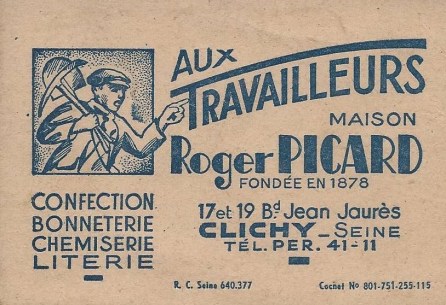 AUX
TRAVAILLEURS
MAISON
Roger PICARD
FONDÉE EN 1878
17 et 19 Bd Jean Jaurès
CLICHY - SEINE
TÉL. PER. 41-11
CONFECTION
BONNETERIE
CHEMISERIE
LITERIE
R. C. Seine 640.377
Cachet No 801-751-255-115